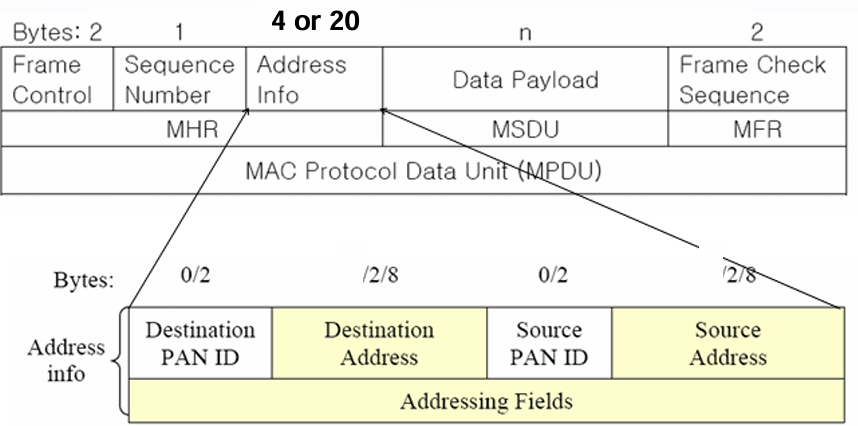 4 or 20
Bytes: 2 1 n 2
Frame Control Sequence Number Address Info Data Payload Frame Check Sequence
MHR MSDU MFR
MAC Protocol Data Unit (MPDU)
Bytes: 0/2 /2/8 0/2 /2/8
Address info
Destination PAN ID Destination Address Source PAN ID Source Address
Addressing Fields